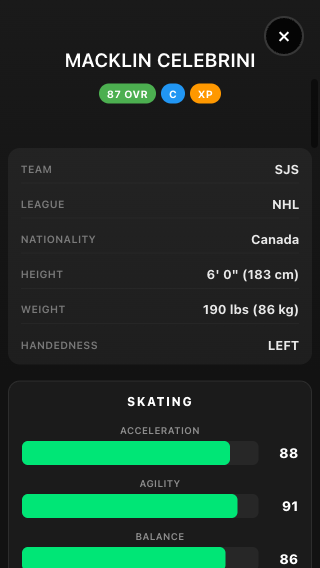 ×
MACKLIN CELEBRINI
87 OVR C XP
TEAM SJS
LEAGUE NHL
NATIONALITY Canada
HEIGHT 6' 0" (183 cm)
WEIGHT 190 lbs (86 kg)
HANDEDNESS LEFT
SKATING
ACCELERATION
88
AGILITY
91
BALANCE
86